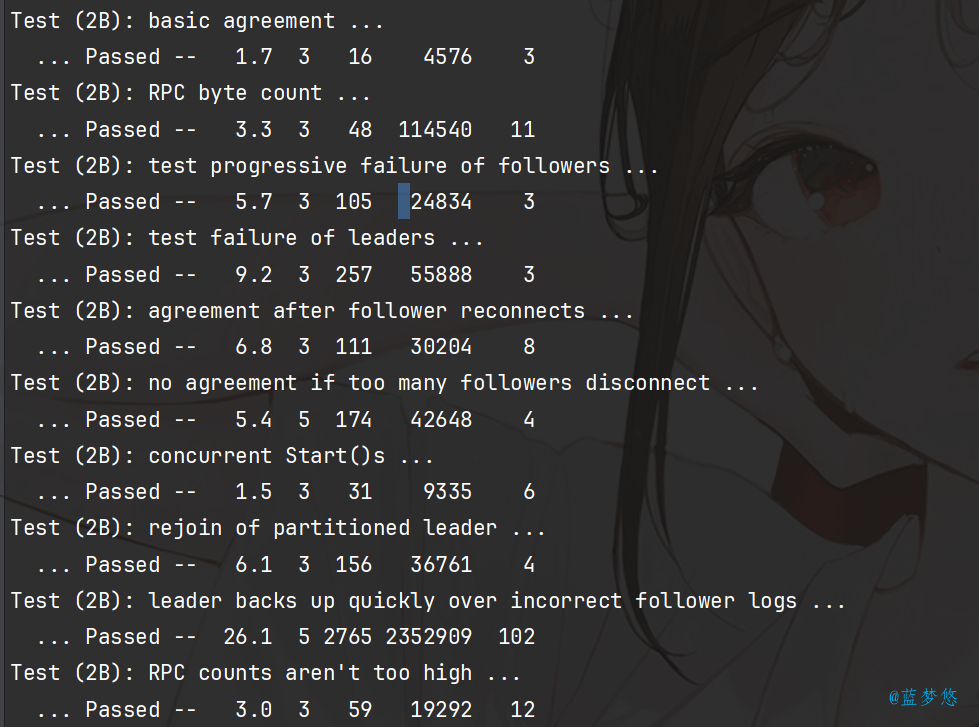 Test (2B): basic agreement ...
  ... Passed --   1.7  3   16    4576    3
Test (2B): RPC byte count ...
  ... Passed --   3.3  3   48  114540   11
Test (2B): test progressive failure of followers ...
  ... Passed --   5.7  3  105   24834    3
Test (2B): test failure of leaders ...
  ... Passed --   9.2  3  257   55888    3
Test (2B): agreement after follower reconnects ...
  ... Passed --   6.8  3  111   30204    8
Test (2B): no agreement if too many followers disconnect ...
  ... Passed --   5.4  5  174   42648    4
Test (2B): concurrent Start()s ...
  ... Passed --   1.5  3   31    9335    6
Test (2B): rejoin of partitioned leader ...
  ... Passed --   6.1  3  156   36761    4
Test (2B): leader backs up quickly over incorrect follower logs ...
  ... Passed --  26.1  5 2765 2352909  102
Test (2B): RPC counts aren't too high ...
  ... Passed --   3.0  3   59   19292   12
@蓝梦悠